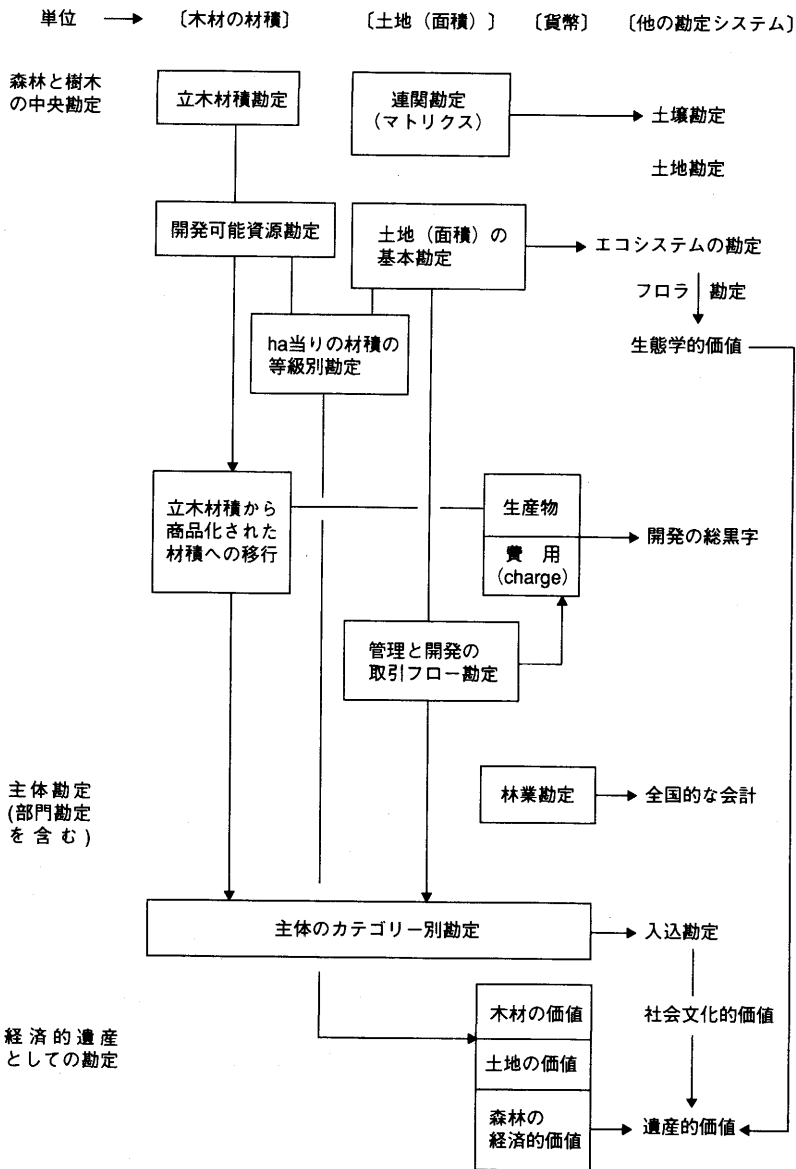 単位 → 〔木材の材積〕 〔土地（面積）〕 〔貨幣〕 〔他の勘定システム〕
森林と樹木
の中央勘定
立木材積勘定
連関勘定
（マトリクス）
土壌勘定
土地勘定
開発可能資源勘定
土地（面積）の
基本勘定
エコシステムの勘定
フロラ 勘定
ha当りの材積の
等級別勘定
生態学的価値
立木材積から
商品化された
材積への移行
生産物
費用
（charge）
開発の総黒字
管理と開発の
取引フロー勘定
主体勘定
(部門勘定
を含む)
林業勘定
全国的な会計
主体のカテゴリー別勘定
入込勘定
経済的遺産
としての勘定
木材の価値
社会文化的価値
土地の価値
森林の
経済的価値
遺産的価値